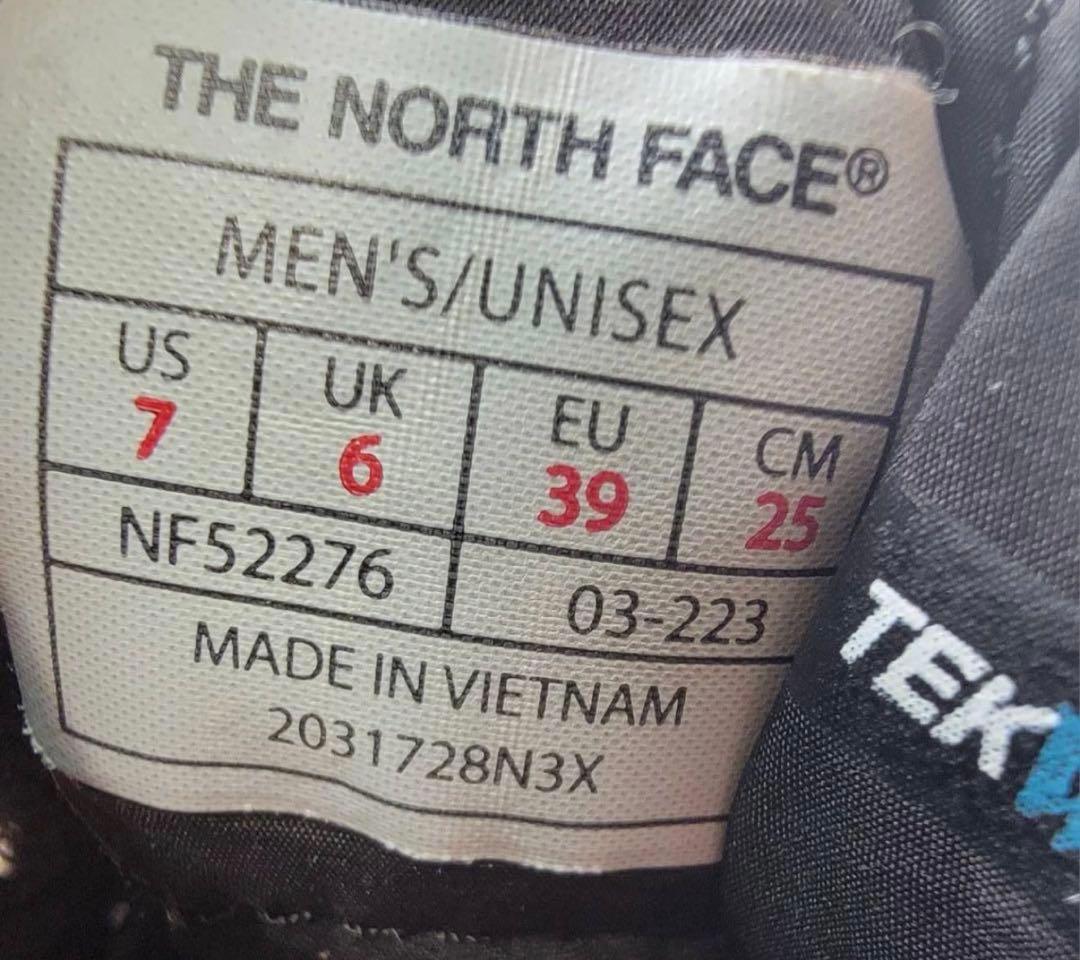 THE NORTH FACE®
MEN'S/UNISEX
US UK EU CM
7 6 39 25
NF52276 03-223
MADE IN VIETNAM
2031728N3X
TEK